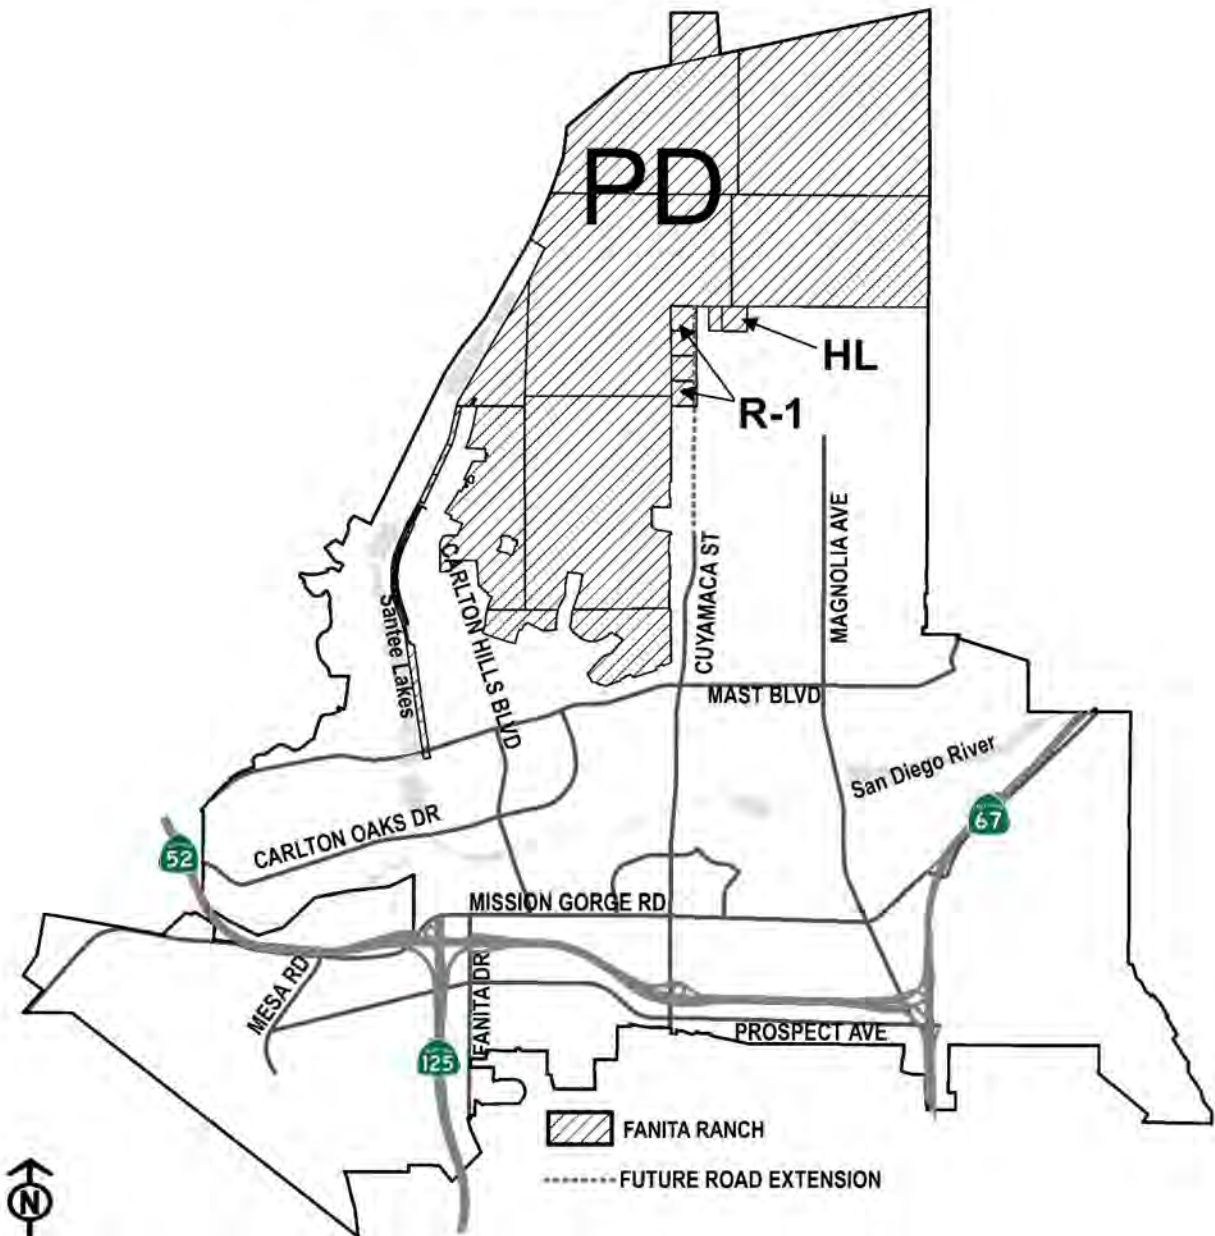 PD
HL
R-1
CARLTON HILLS BLVD
Santee Lakes
CUYAMACA ST
MAGNOLIA AVE
MAST BLVD
San Diego River
67
CARLTON OAKS DR
52
MISSION GORGE RD
MESA RD
FANITA DR
PROSPECT AVE
125
FANITA RANCH
FUTURE ROAD EXTENSION
N